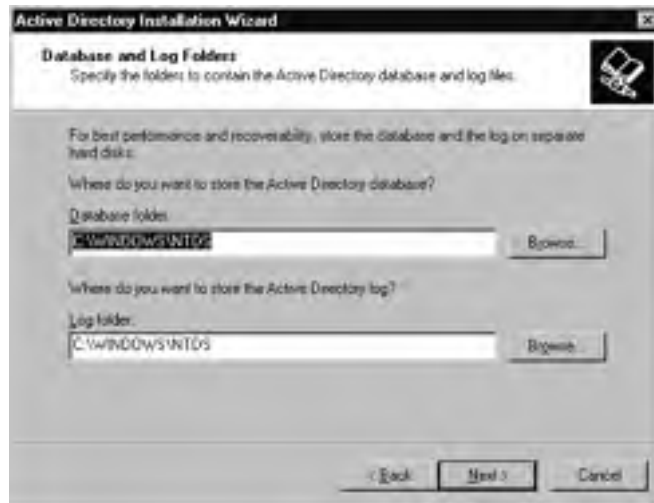 Active Directory Installation Wizard
Database and Log Folders
Specify the folders to contain the Active Directory database and log files.
For best performance and recoverability, store the database and the log on separate
hard disks.
Where do you want to store the Active Directory database?
Database folder:
C:\WINDOWS\NTDS
Browse...
Where do you want to store the Active Directory log?
Log folder:
C:\WINDOWS\NTDS
Browse...
< Back
Next >
Cancel